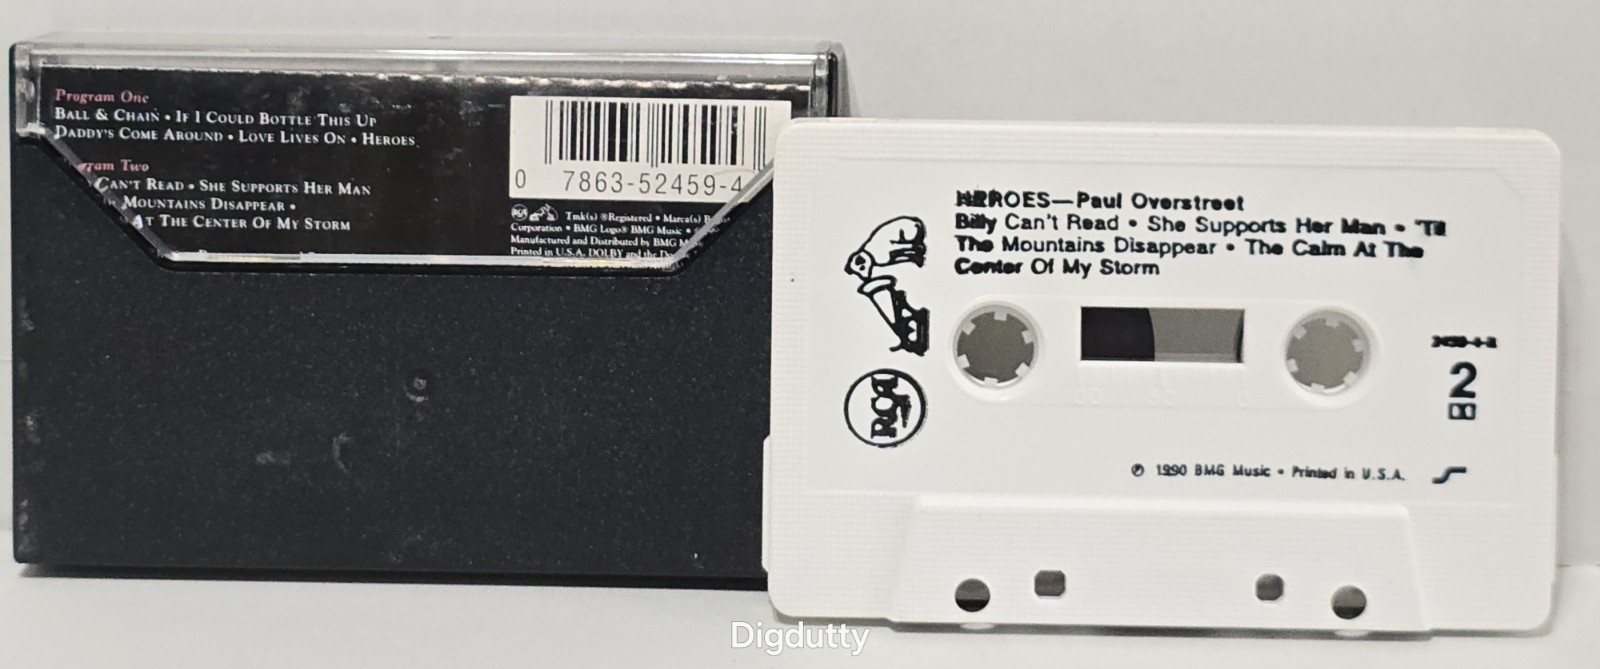 Program One
BALL & CHAIN • IF I COULD BOTTLE THIS UP
DADDY'S COME AROUND • LOVE LIVES ON • HEROES
Two
CAN'T READ • SHE SUPPORTS HER MAN
MOUNTAINS DISAPPEAR •
AT THE CENTER OF MY STORM
0 7863-52459-4
Tmk(s) ®Registered • Marca(s)
Corporation • BMG Logo® BMG Music •
Manufactured and Distributed by BMG
Printed in U.S.A. DOLBY and the
HEROES—Paul Overstreet
Billy Can't Read • She Supports Her Man • 'Til
The Mountains Disappear • The Calm At The
Center Of My Storm
RCA
2
℗ 1990 BMG Music • Printed in U.S.A.
Digdutty